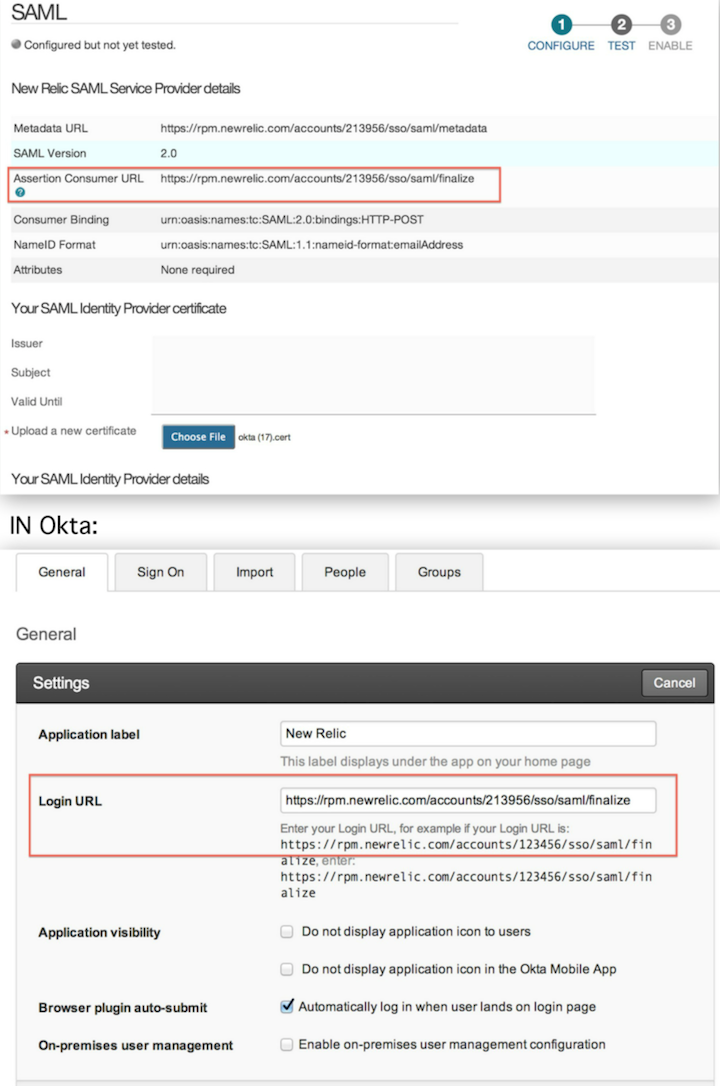 SAML
Configured but not yet tested.
1 2 3
CONFIGURE TEST ENABLE
New Relic SAML Service Provider details
Metadata URL https://rpm.newrelic.com/accounts/213956/sso/saml/metadata
SAML Version 2.0
Assertion Consumer URL https://rpm.newrelic.com/accounts/213956/sso/saml/finalize
?
Consumer Binding urn:oasis:names:tc:SAML:2.0:bindings:HTTP-POST
NameID Format urn:oasis:names:tc:SAML:1.1:nameid-format:emailAddress
Attributes None required
Your SAML Identity Provider certificate
Issuer
Subject
Valid Until
• Upload a new certificate Choose File okta (17).cert
Your SAML Identity Provider details
IN Okta:
General Sign On Import People Groups
General
Settings Cancel
Application label New Relic
This label displays under the app on your home page
Login URL https://rpm.newrelic.com/accounts/213956/sso/saml/finalize
Enter your Login URL, for example if your Login URL is:
https://rpm.newrelic.com/accounts/123456/sso/saml/fin
alize, enter:
https://rpm.newrelic.com/accounts/123456/sso/saml/fin
alize
Application visibility Do not display application icon to users
Do not display application icon in the Okta Mobile App
Browser plugin auto-submit Automatically log in when user lands on login page
On-premises user management Enable on-premises user management configuration